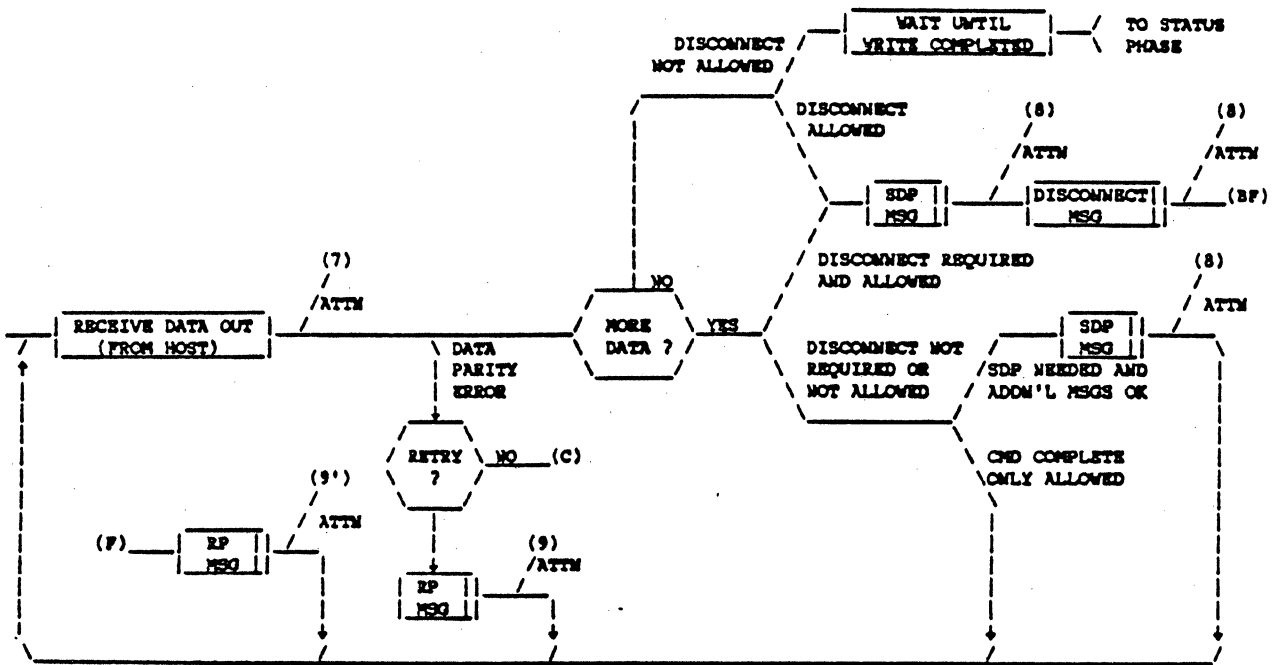 WAIT UNTIL
WRITE COMPLETED
TO STATUS
PHASE
DISCONNECT
NOT ALLOWED
DISCONNECT
ALLOWED
(8)
/ATTN
(8)
/ATTN
SDP
MSG
DISCONNECT
MSG
(BF)
DISCONNECT REQUIRED
AND ALLOWED
(7)
/ATTN
(8)
ATTN
NO
RECEIVE DATA OUT
(FROM HOST)
MORE
DATA ?
YES
SDP
MSG
DATA
PARITY
ERROR
DISCONNECT NOT
REQUIRED OR
NOT ALLOWED
SDP NEEDED AND
ADDN'L MSGS OK
RETRY
?
NO
(C)
CMD COMPLETE
ONLY ALLOWED
(9')
ATTN
(F)
RP
MSG
(9)
/ATTN
RP
MSG